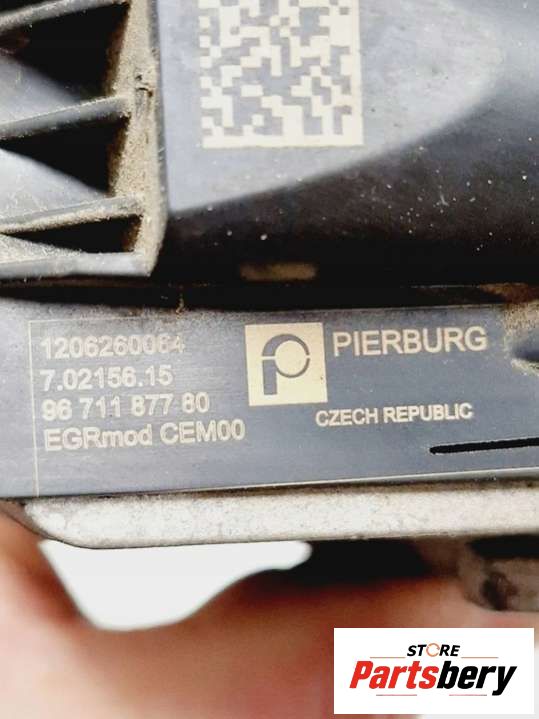 1206260064
7.02156.15
96 711 877 80
EGRmod CEM00
PIERBURG
CZECH REPUBLIC
STORE
Partsbery